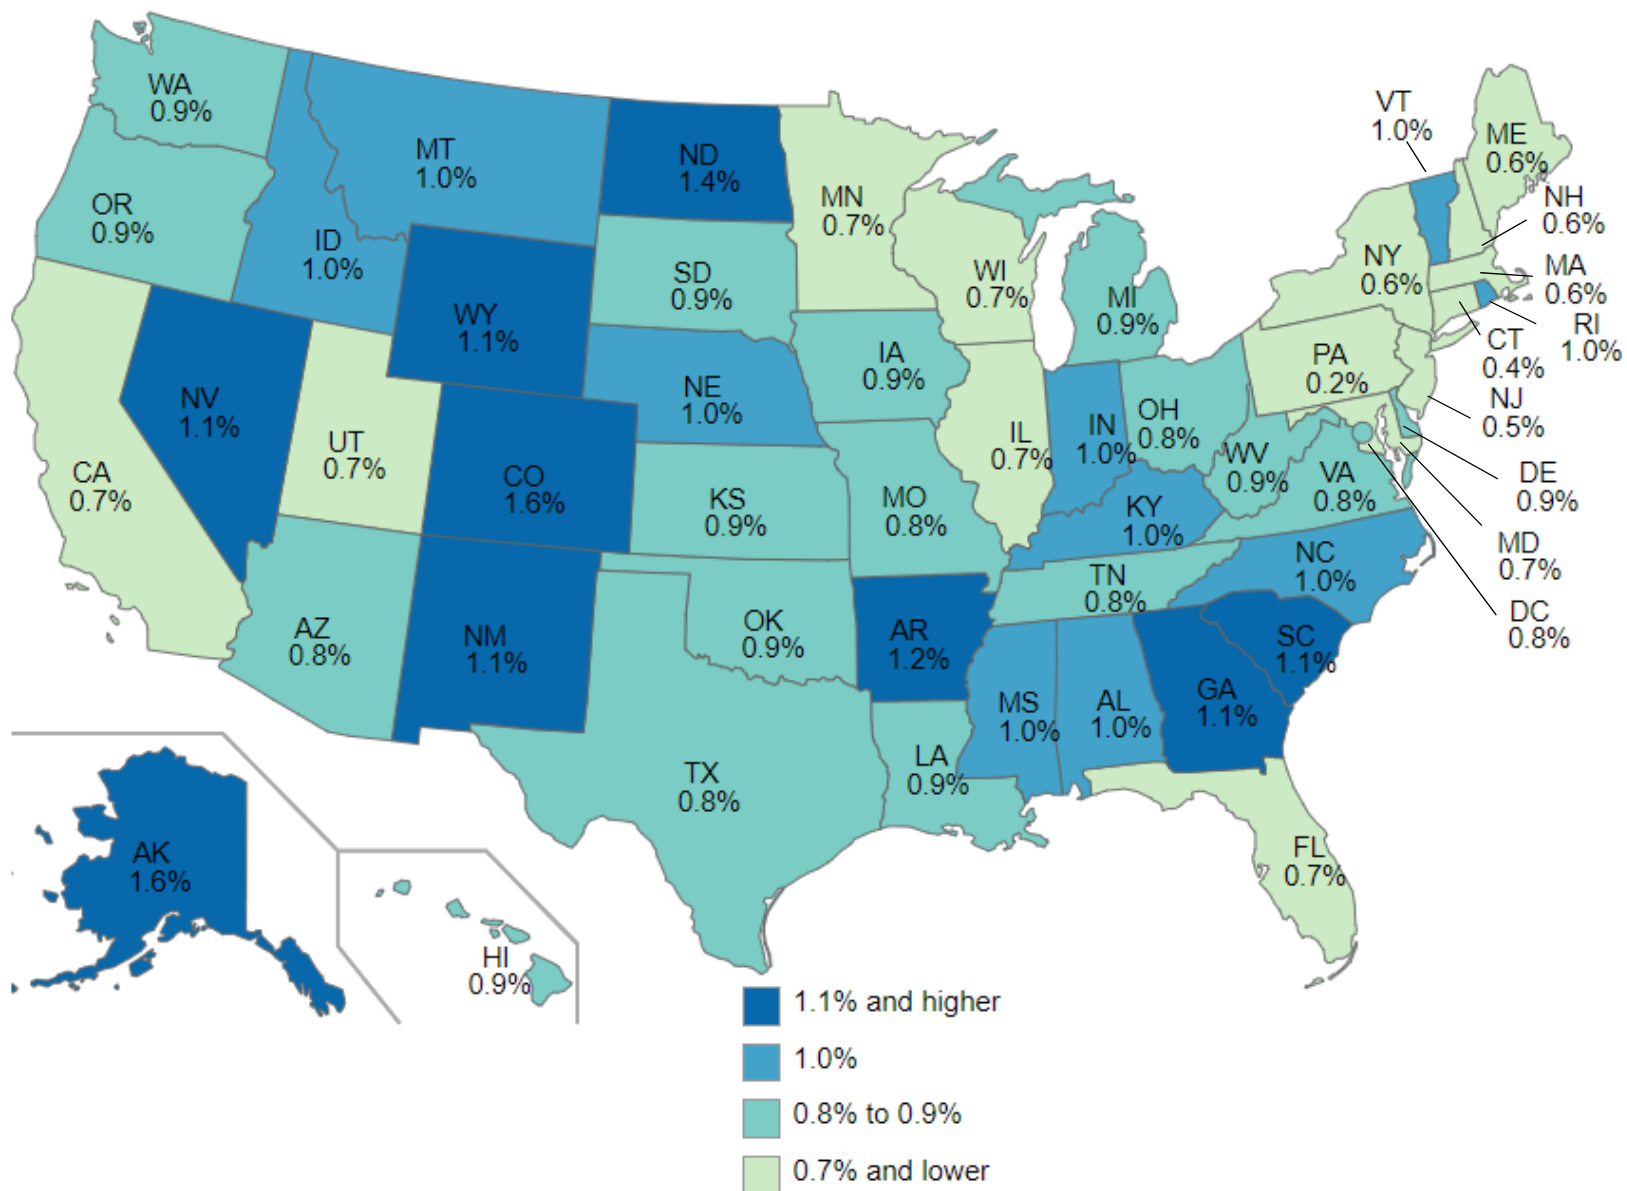 WA
0.9%
OR
0.9%
MT
1.0%
ID
1.0%
ND
1.4%
MN
0.7%
SD
0.9%
WY
1.1%
WI
0.7%
MI
0.9%
VT
1.0%
ME
0.6%
NH
0.6%
NY
0.6%
MA
0.6%
RI
1.0%
CT
0.4%
NJ
0.5%
PA
0.2%
IA
0.9%
NE
1.0%
NV
1.1%
UT
0.7%
CA
0.7%
CO
1.6%
KS
0.9%
MO
0.8%
IL
0.7%
IN
1.0%
OH
0.8%
WV
0.9%
VA
0.8%
DE
0.9%
MD
0.7%
DC
0.8%
KY
1.0%
NC
1.0%
TN
0.8%
SC
1.1%
AZ
0.8%
NM
1.1%
OK
0.9%
AR
1.2%
MS
1.0%
AL
1.0%
GA
1.1%
TX
0.8%
LA
0.9%
FL
0.7%
AK
1.6%
HI
0.9%
1.1% and higher
1.0%
0.8% to 0.9%
0.7% and lower